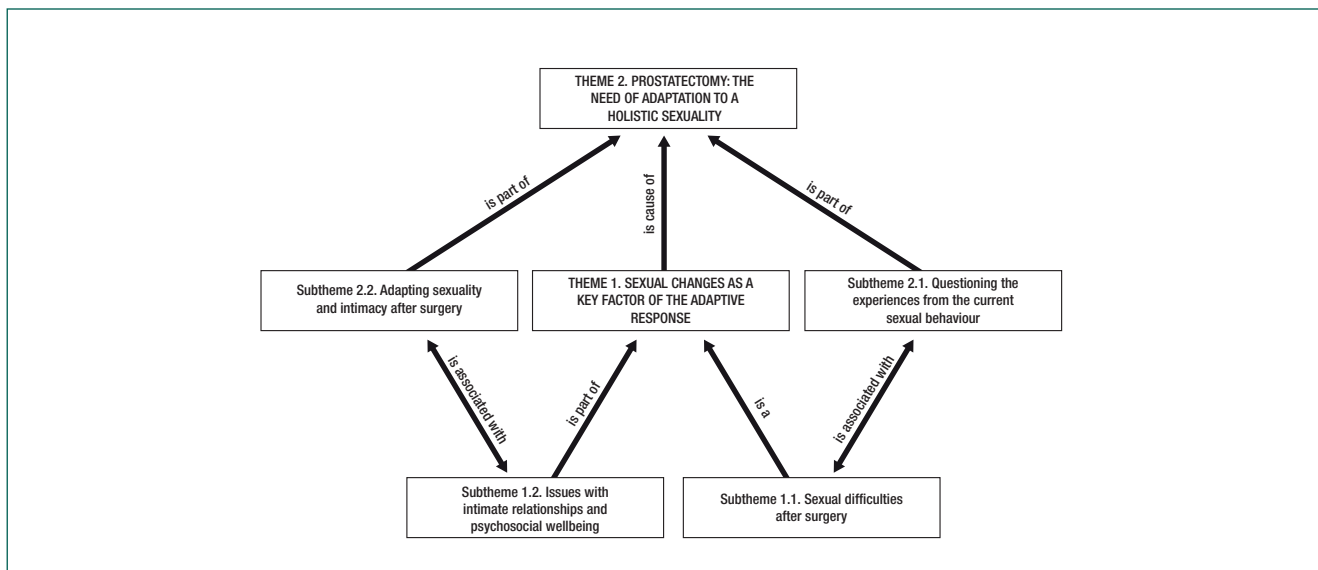 THEME 2. PROSTATECTOMY: THE
NEED OF ADAPTATION TO A
HOLISTIC SEXUALITY
is part of
is cause of
is part of
Subtheme 2.2. Adapting sexuality
and intimacy after surgery
THEME 1. SEXUAL CHANGES AS A
KEY FACTOR OF THE ADAPTIVE
RESPONSE
Subtheme 2.1. Questioning the
experiences from the current
sexual behaviour
is associated with
is part of
is a
is associated with
Subtheme 1.2. Issues with
intimate relationships and
psychosocial wellbeing
Subtheme 1.1. Sexual difficulties
after surgery